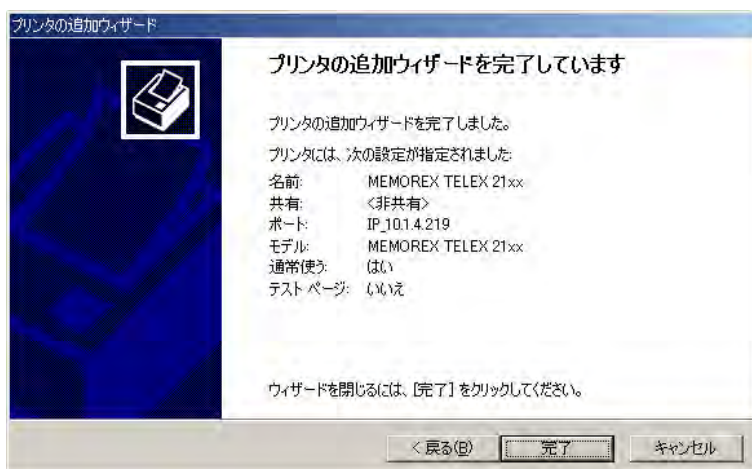 プリンタの追加ウィザード
プリンタの追加ウィザードを完了しています
プリンタの追加ウィザードを完了しました。
プリンタには、次の設定が指定されました:
名前: MEMOREX TELEX 21xx
共有: <非共有>
ポート: IP_10.1.4.219
モデル: MEMOREX TELEX 21xx
通常使う: はい
テスト ページ: いいえ
ウィザードを閉じるには、[完了] をクリックしてください。
< 戻る(B) 完了 キャンセル